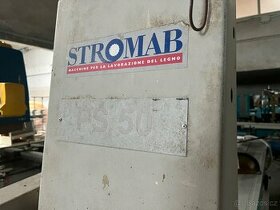 STROMAB
MACCHINE PER LA LAVORAZIONE DEL LEGNO
PS 50